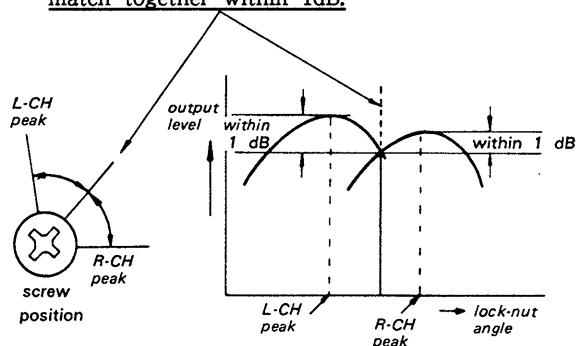 match together within 1dB.
L-CH
peak
R-CH
peak
screw
position
output
level
within
1 dB
within 1 dB
L-CH
peak
R-CH
peak
lock-nut
angle